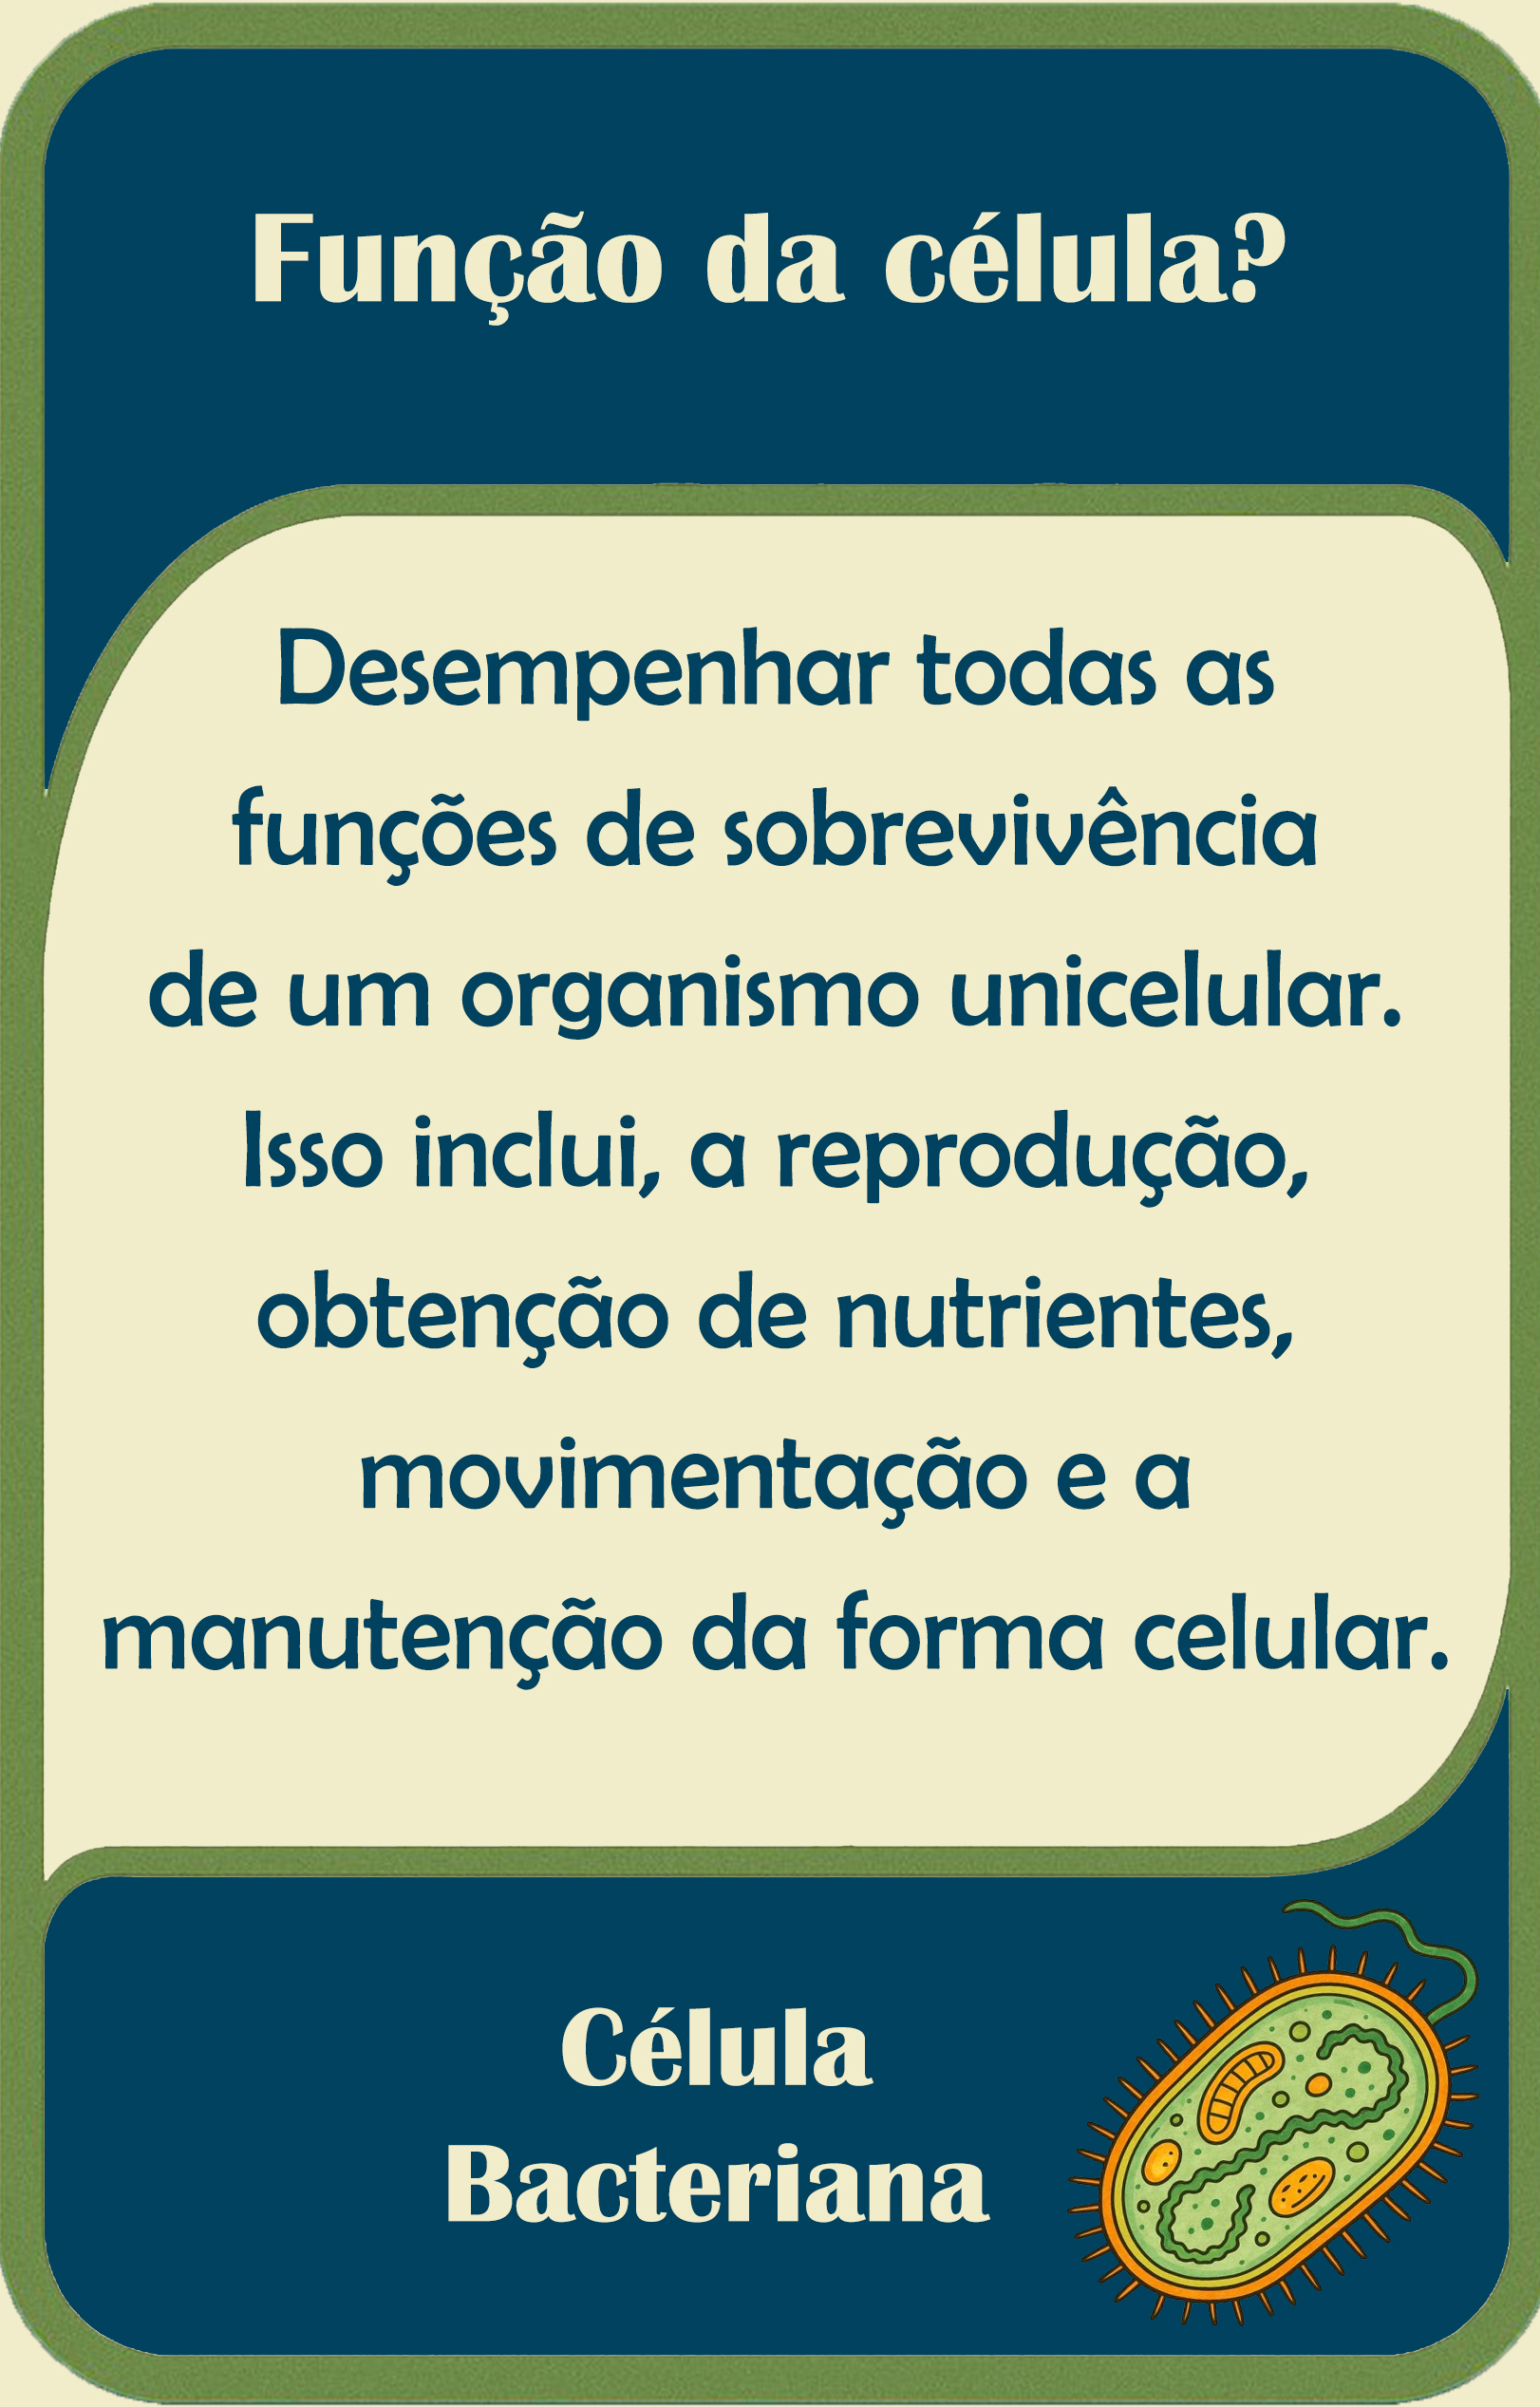 Função da célula?
Desempenhar todas as
funções de sobrevivência
de um organismo unicelular.
Isso inclui, a reprodução,
obtenção de nutrientes,
movimentação e a
manutenção da forma celular.
Célula
Bacteriana